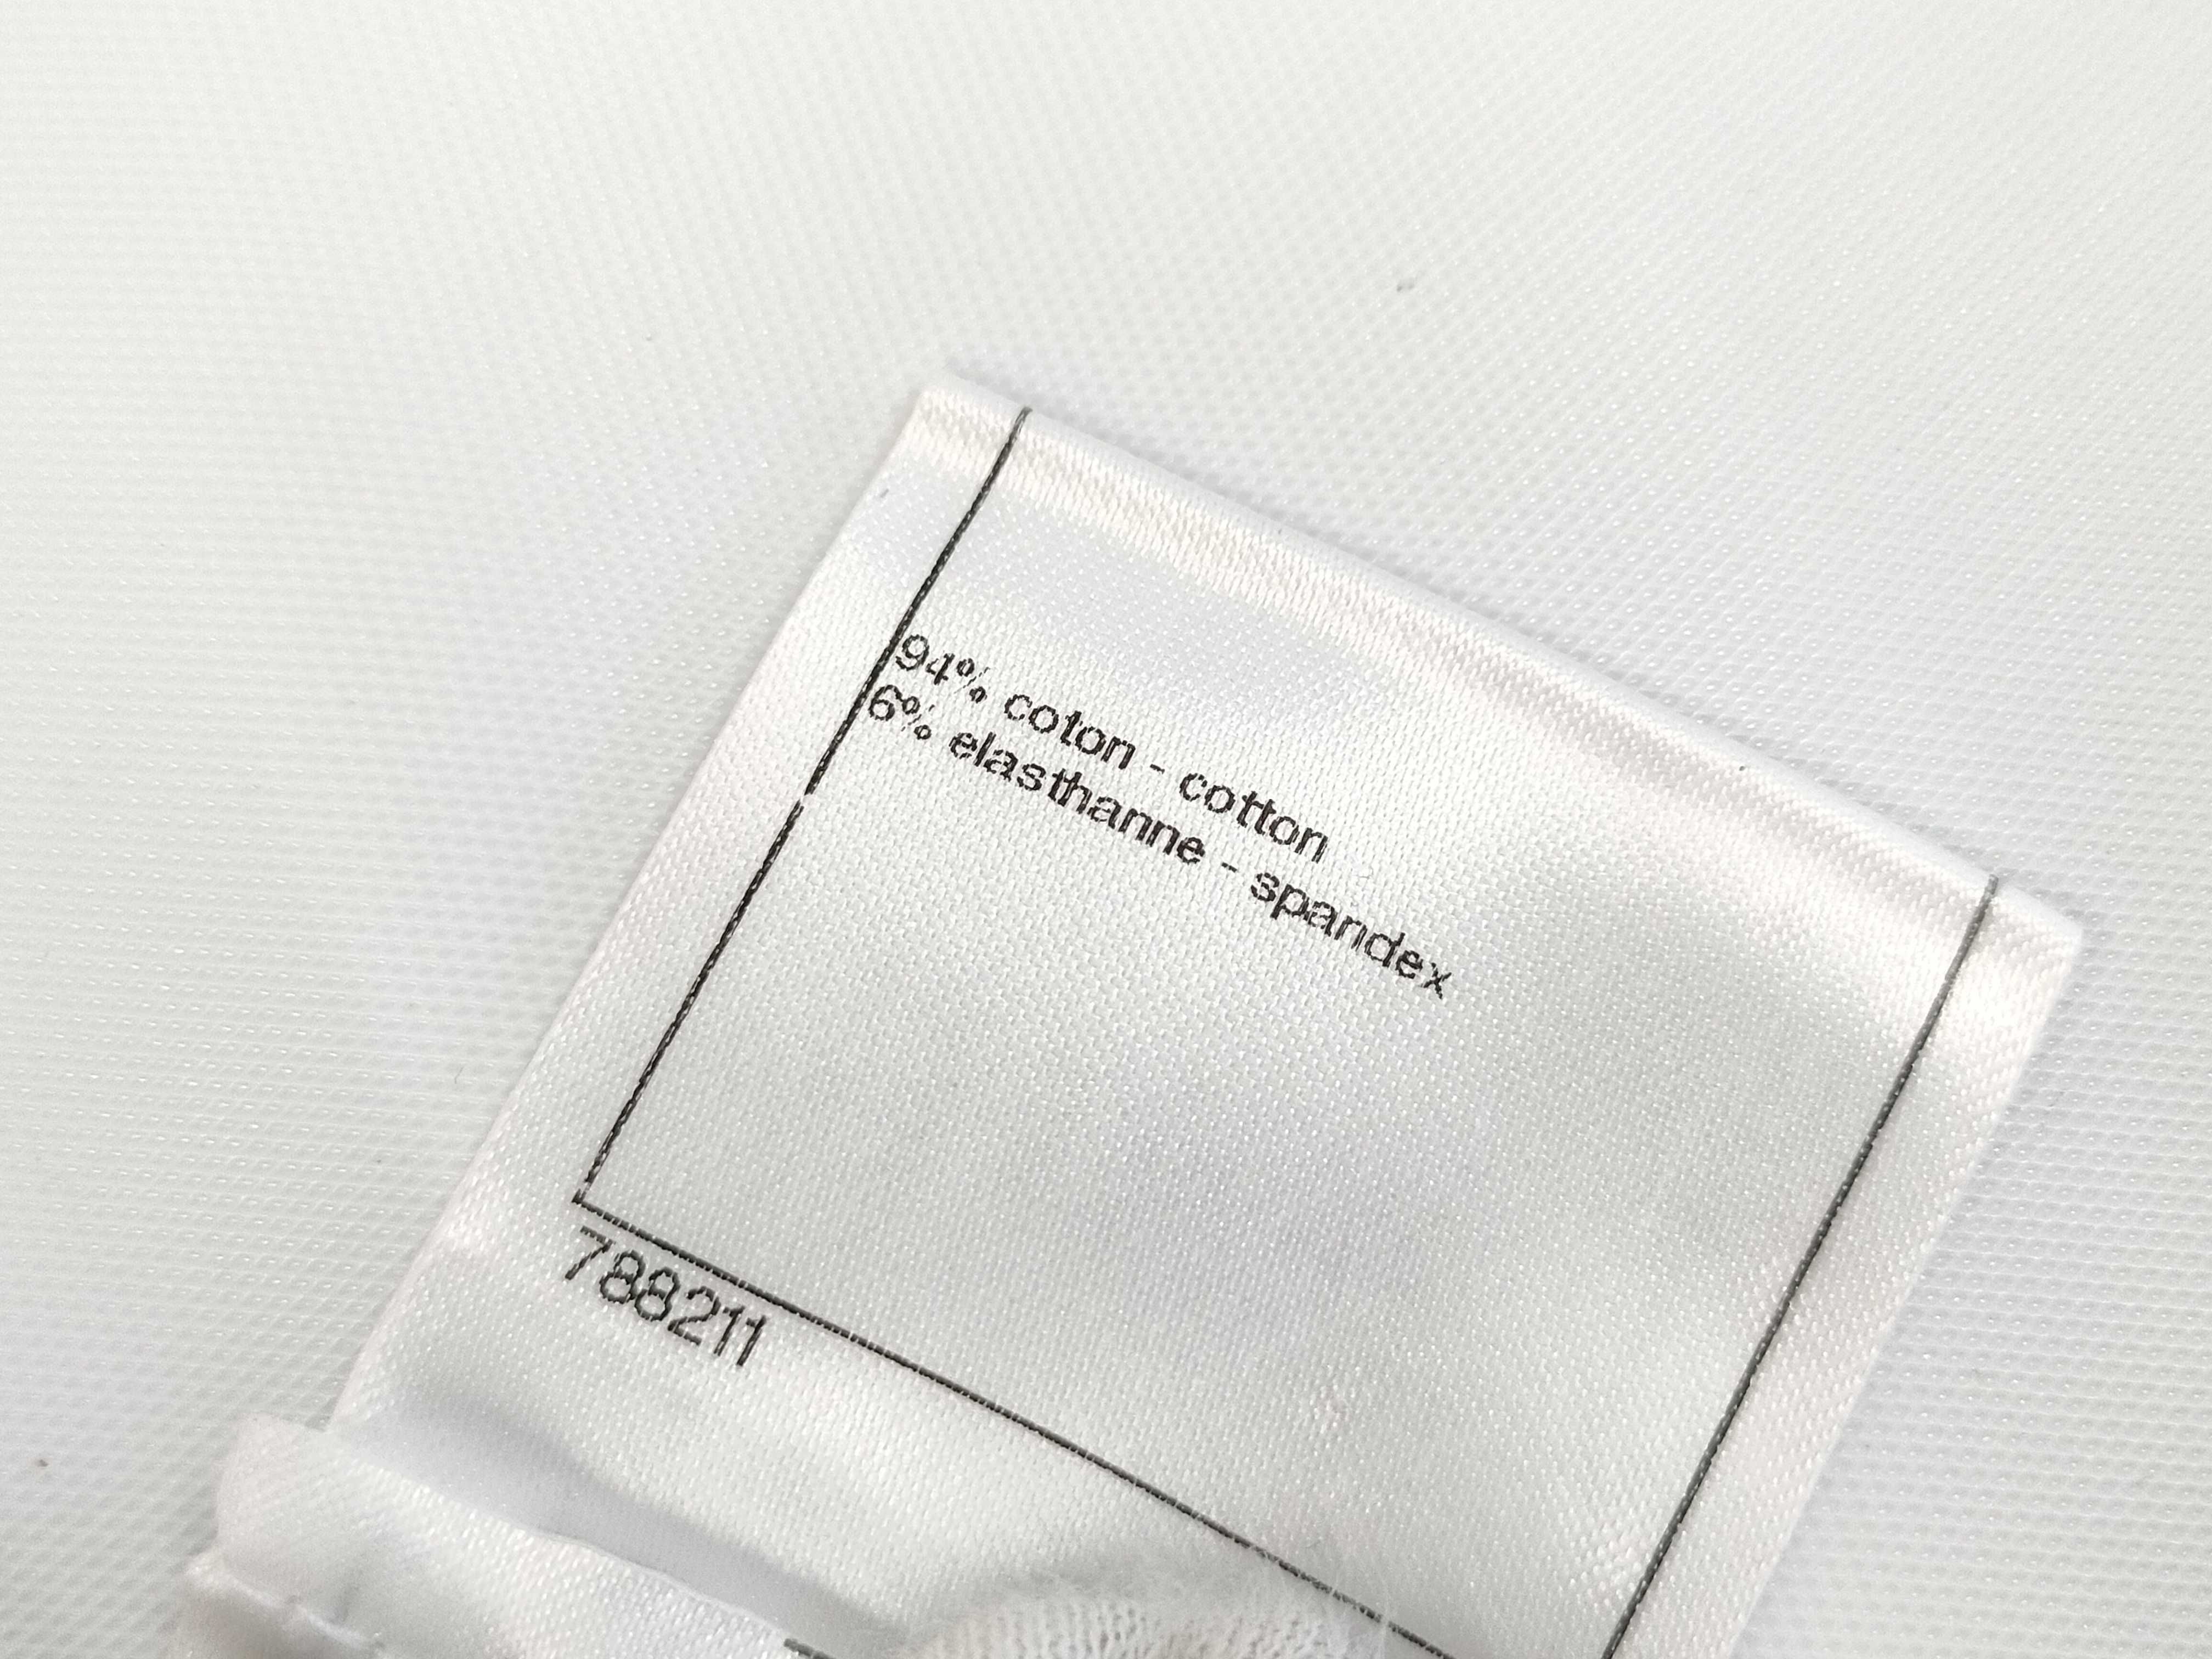 94% coton - cotton
6% elasthanne - spandex
788211